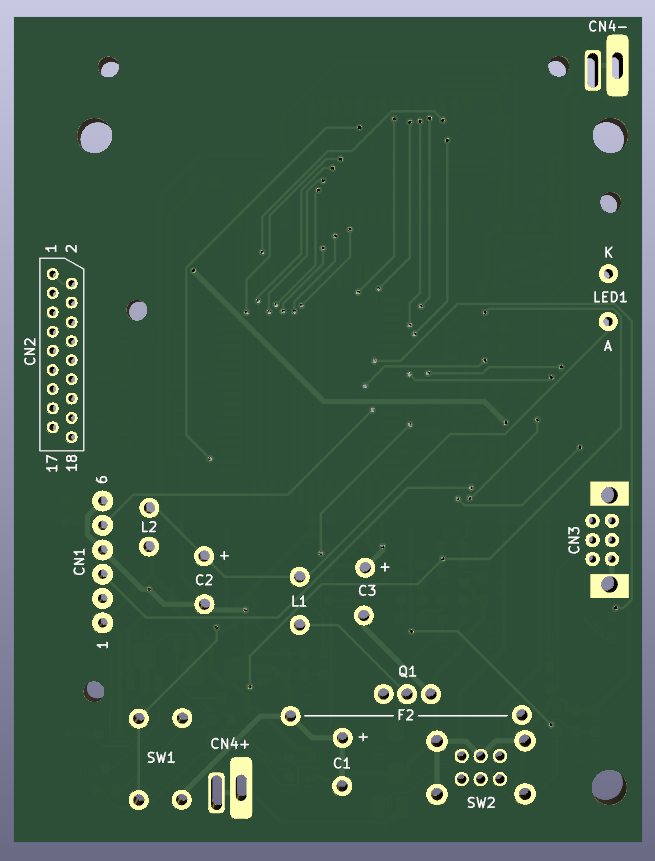 CN4-
K
LED1
A
1 2
CN2
17 18
6
CN1
1
L2
C2 +
L1
+
C3
CN3
Q1
F2
SW1
CN4+
+
C1
SW2